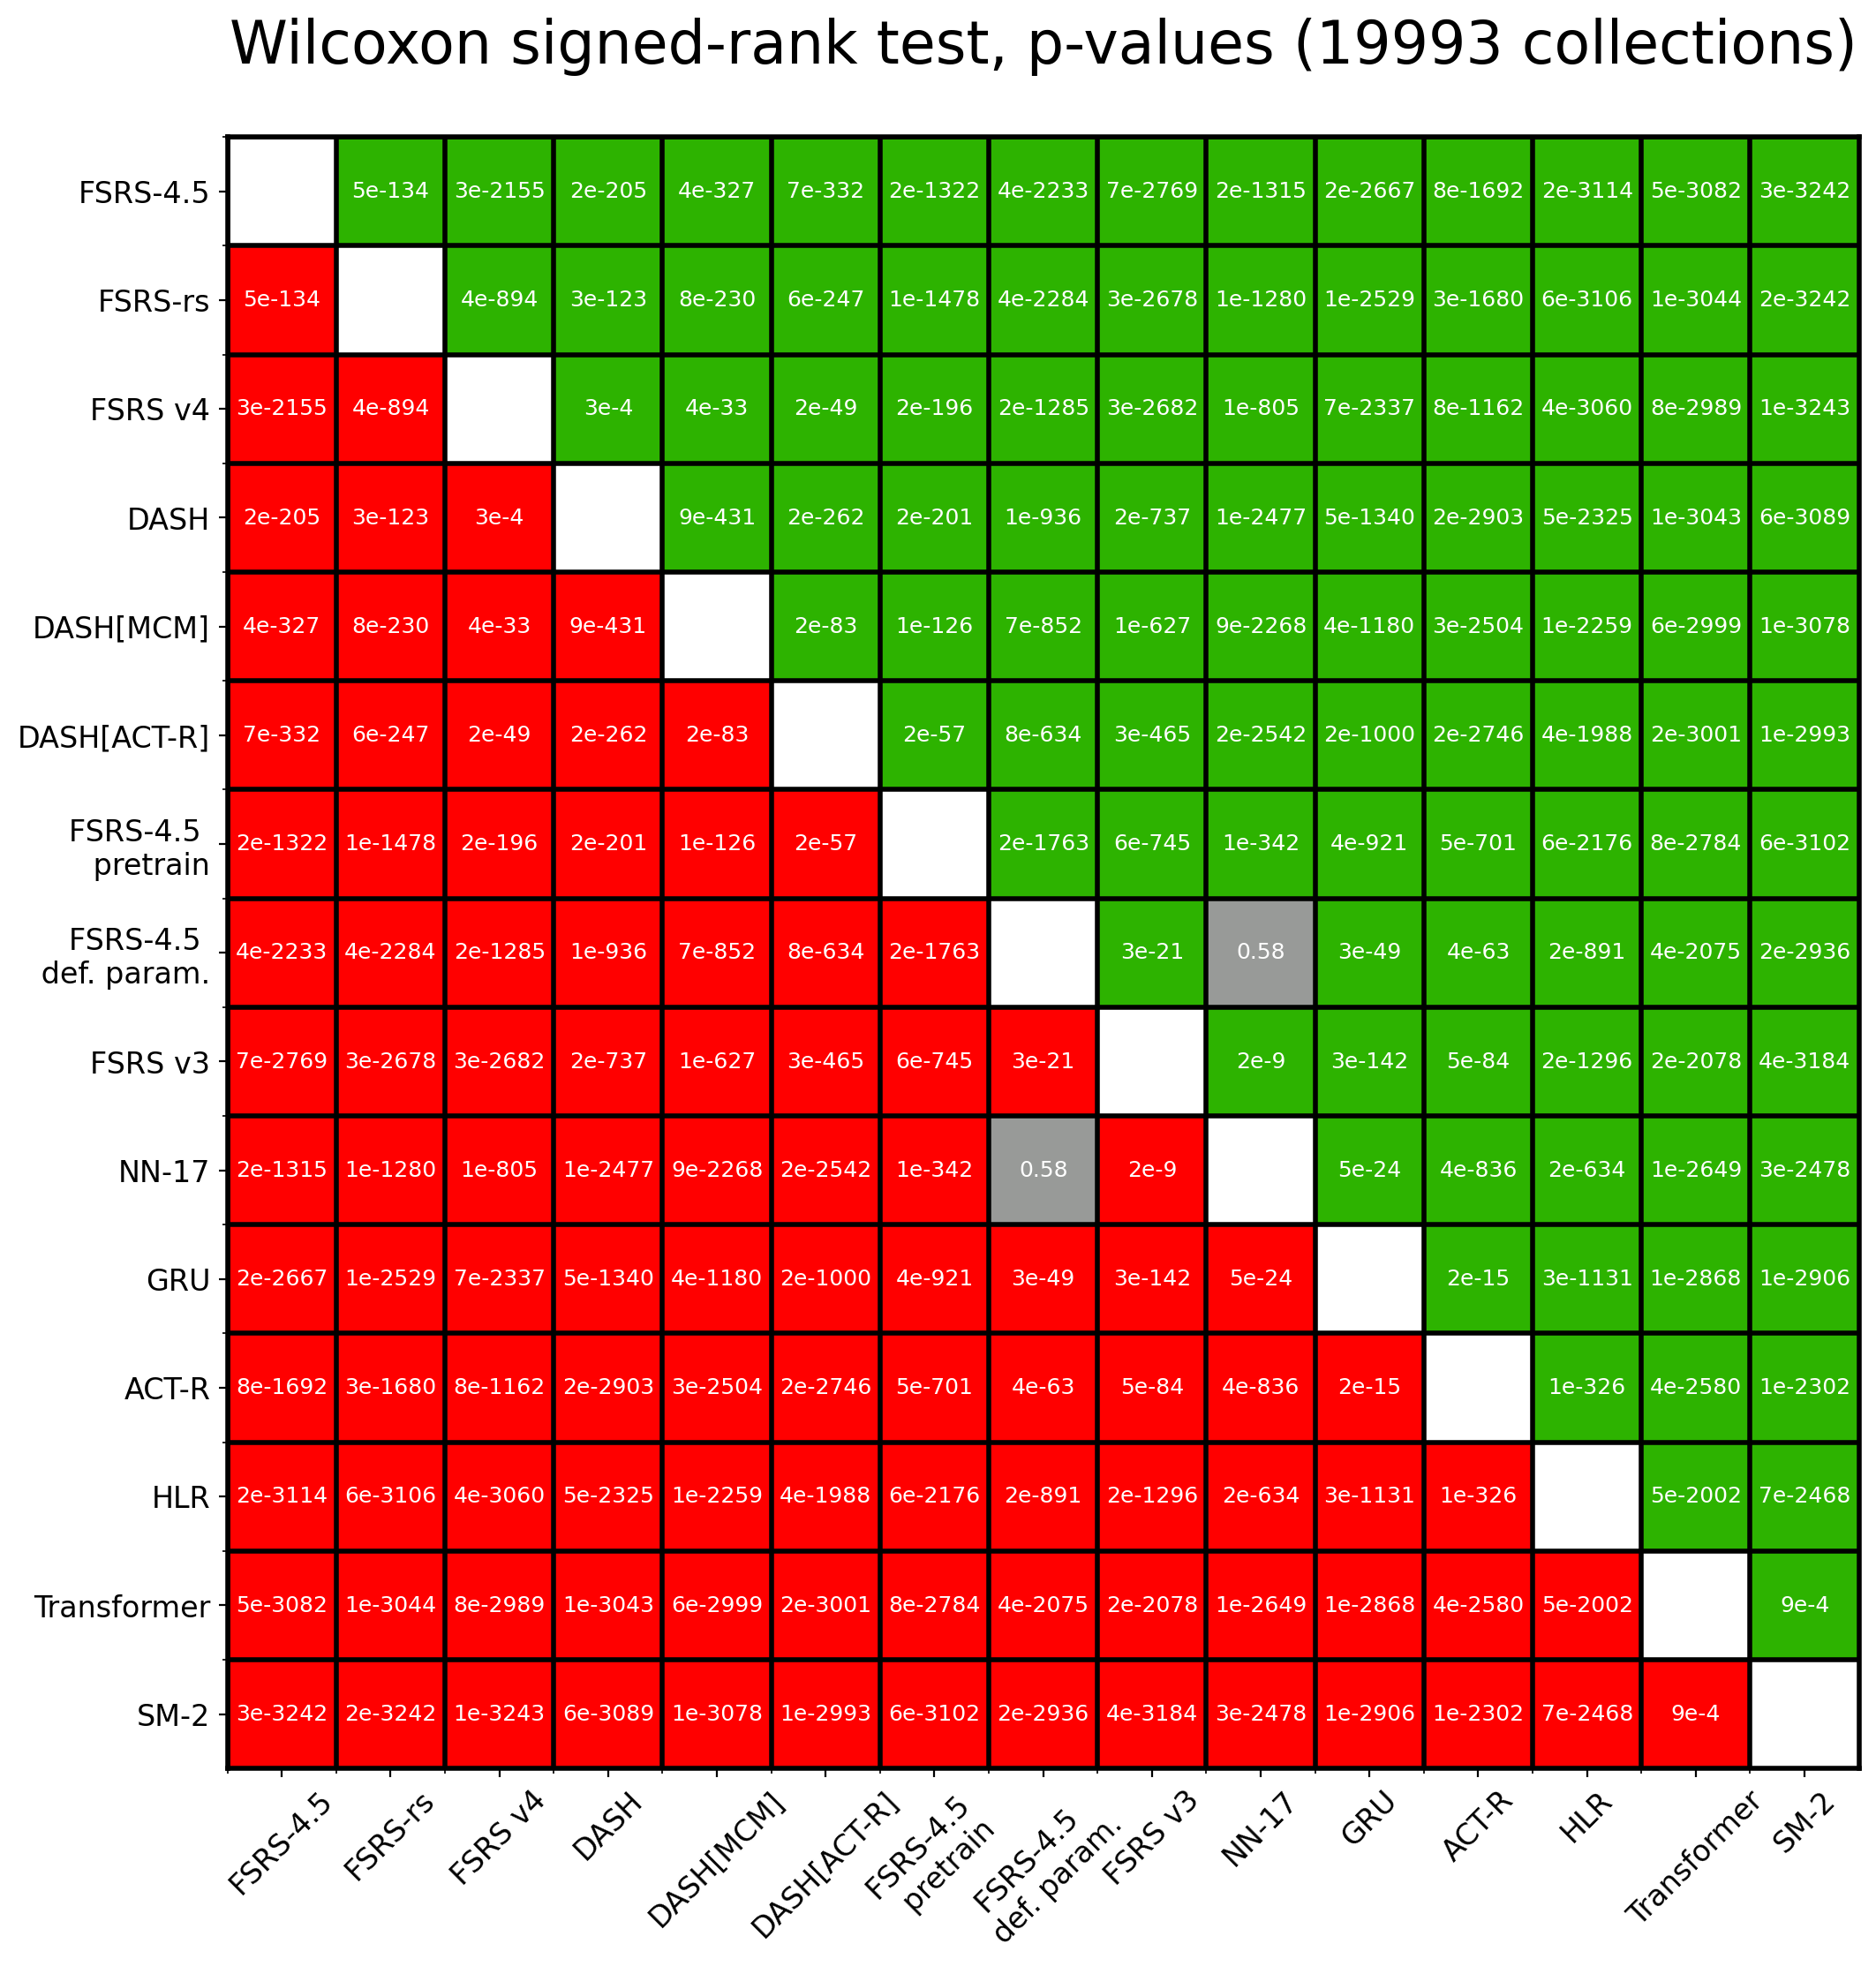 Wilcoxon signed-rank test, p-values (19993 collections)
FSRS-4.5 5e-134 3e-2155 2e-205 4e-327 7e-332 2e-1322 4e-2233 7e-2769 2e-1315 2e-2667 8e-1692 2e-3114 5e-3082 3e-3242
FSRS-rs 5e-134 4e-894 3e-123 8e-230 6e-247 1e-1478 4e-2284 3e-2678 1e-1280 1e-2529 3e-1680 6e-3106 1e-3044 2e-3242
FSRS v4 3e-2155 4e-894 3e-4 4e-33 2e-49 2e-196 2e-1285 3e-2682 1e-805 7e-2337 8e-1162 4e-3060 8e-2989 1e-3243
DASH 2e-205 3e-123 3e-4 9e-431 2e-262 2e-201 1e-936 2e-737 1e-2477 5e-1340 2e-2903 5e-2325 1e-3043 6e-3089
DASH[MCM] 4e-327 8e-230 4e-33 9e-431 2e-83 1e-126 7e-852 1e-627 9e-2268 4e-1180 3e-2504 1e-2259 6e-2999 1e-3078
DASH[ACT-R] 7e-332 6e-247 2e-49 2e-262 2e-83 2e-57 8e-634 3e-465 2e-2542 2e-1000 2e-2746 4e-1988 2e-3001 1e-2993
FSRS-4.5
pretrain 2e-1322 1e-1478 2e-196 2e-201 1e-126 2e-57 2e-1763 6e-745 1e-342 4e-921 5e-701 6e-2176 8e-2784 6e-3102
FSRS-4.5
def. param. 4e-2233 4e-2284 2e-1285 1e-936 7e-852 8e-634 2e-1763 3e-21 0.58 3e-49 4e-63 2e-891 4e-2075 2e-2936
FSRS v3 7e-2769 3e-2678 3e-2682 2e-737 1e-627 3e-465 6e-745 3e-21 2e-9 3e-142 5e-84 2e-1296 2e-2078 4e-3184
NN-17 2e-1315 1e-1280 1e-805 1e-2477 9e-2268 2e-2542 1e-342 0.58 2e-9 5e-24 4e-836 2e-634 1e-2649 3e-2478
GRU 2e-2667 1e-2529 7e-2337 5e-1340 4e-1180 2e-1000 4e-921 3e-49 3e-142 5e-24 2e-15 3e-1131 1e-2868 1e-2906
ACT-R 8e-1692 3e-1680 8e-1162 2e-2903 3e-2504 2e-2746 5e-701 4e-63 5e-84 4e-836 2e-15 1e-326 4e-2580 1e-2302
HLR 2e-3114 6e-3106 4e-3060 5e-2325 1e-2259 4e-1988 6e-2176 2e-891 2e-1296 2e-634 3e-1131 1e-326 5e-2002 7e-2468
Transformer 5e-3082 1e-3044 8e-2989 1e-3043 6e-2999 2e-3001 8e-2784 4e-2075 2e-2078 1e-2649 1e-2868 4e-2580 5e-2002 9e-4
SM-2 3e-3242 2e-3242 1e-3243 6e-3089 1e-3078 1e-2993 6e-3102 2e-2936 4e-3184 3e-2478 1e-2906 1e-2302 7e-2468 9e-4
FSRS-4.5
FSRS-rs
FSRS v4
DASH
DASH[MCM]
DASH[ACT-R]
FSRS-4.5
pretrain
FSRS-4.5
def. param.
FSRS v3
NN-17
GRU
ACT-R
HLR
Transformer
SM-2